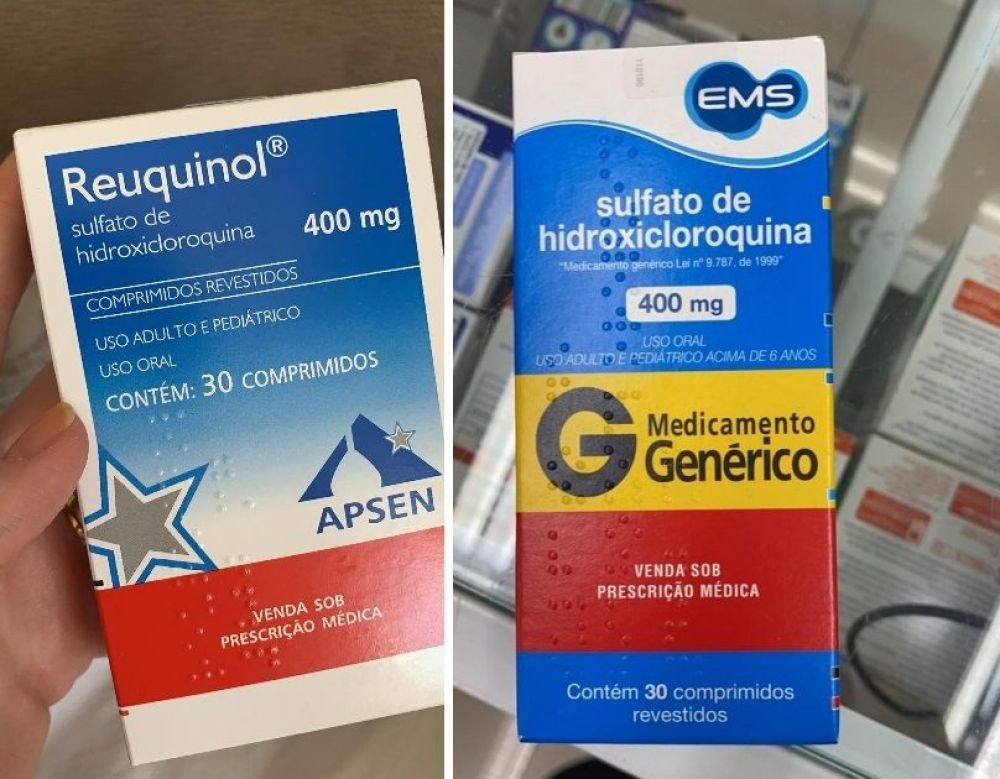 Reuquinol®
sulfato de
hidroxicloroquina
400 mg
COMPRIMIDOS REVESTIDOS
USO ADULTO E PEDIÁTRICO
USO ORAL
CONTÉM: 30 COMPRIMIDOS
APSEN
VENDA SOB
PRESCRIÇÃO MÉDICA
EMS
sulfato de
hidroxicloroquina
"Medicamento genérico Lei nº 9.787, de 1999"
400 mg
USO ORAL
USO ADULTO E PEDIÁTRICO ACIMA DE 6 ANOS
G Medicamento
Genérico
VENDA SOB
PRESCRIÇÃO MÉDICA
Contém 30 comprimidos
revestidos